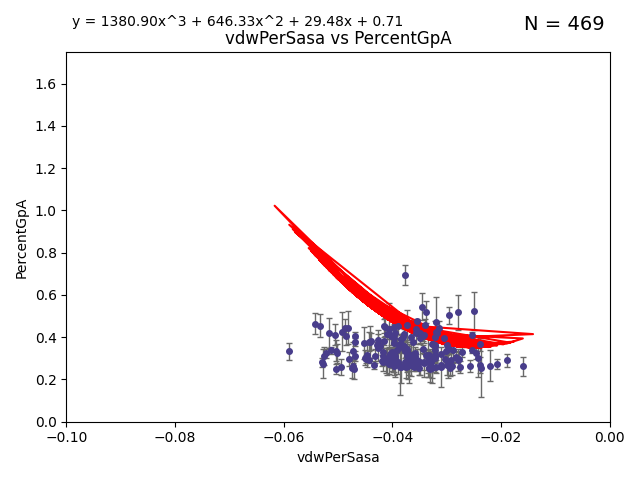 y = 1380.90x^3 + 646.33x^2 + 29.48x + 0.71
N = 469
vdwPerSasa vs PercentGpA
PercentGpA
1.6
1.4
1.2
1.0
0.8
0.6
0.4
0.2
0.0
−0.10 −0.08 −0.06 −0.04 −0.02 0.00
vdwPerSasa